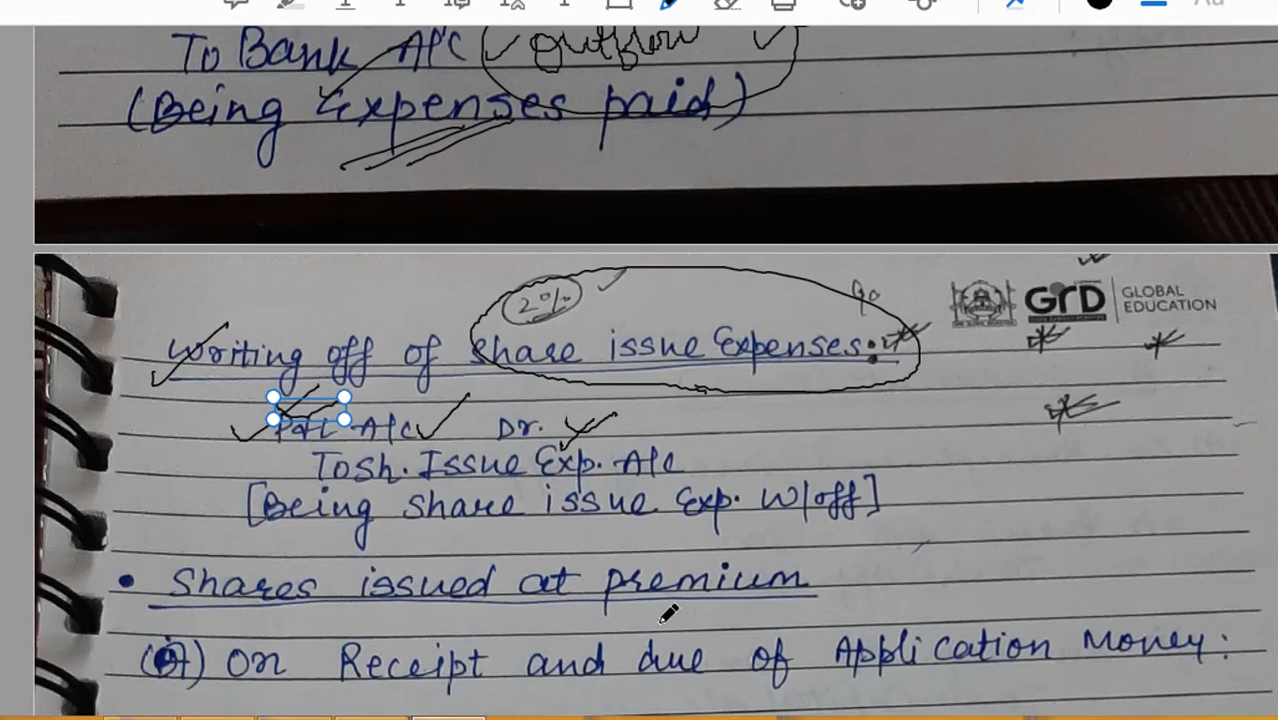 To Bank A/C outflow
(Being Expenses paid)
2%
GrD GLOBAL EDUCATION
Writing off of share issue Expenses:
P&L A/C Dr.
To sh. Issue Exp. A/C
[Being share issue Exp. W/off]
• Shares issued at premium
On Receipt and due of Application Money: